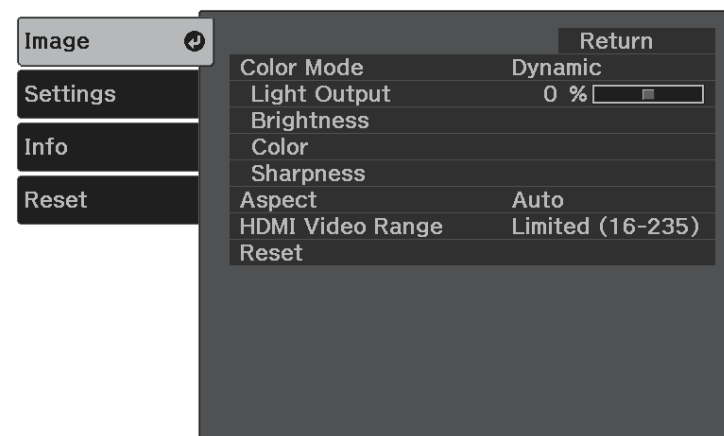 Image
Settings
Info
Reset
Return
Color Mode Dynamic
Light Output 0 %
Brightness
Color
Sharpness
Aspect Auto
HDMI Video Range Limited (16-235)
Reset